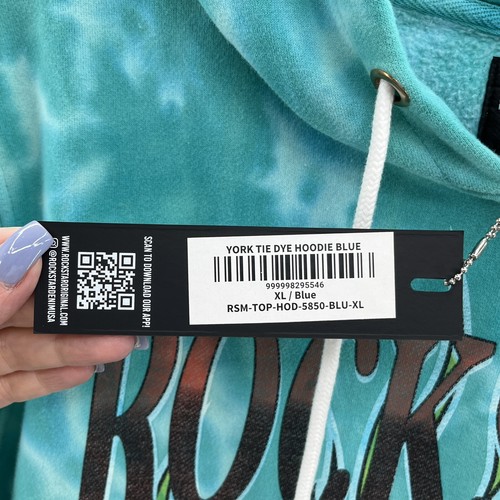 YORK TIE DYE HOODIE BLUE
999998295546
XL / Blue
RSM-TOP-HOD-5850-BLU-XL
SCAN TO DOWNLOAD OUR APP!
WWW.ROCKSTARORIGINAL.COM
@ROCKSTARDENIMUSA
ROCK